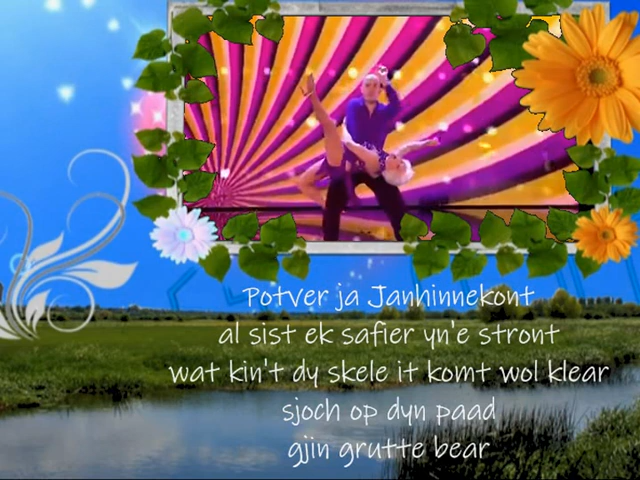 Potver ja Janhinnekont
al sist ek safier yn'e stront
wat kin't dy skele it komt wol klear
sjoch op dyn paad
gjin grutte bear